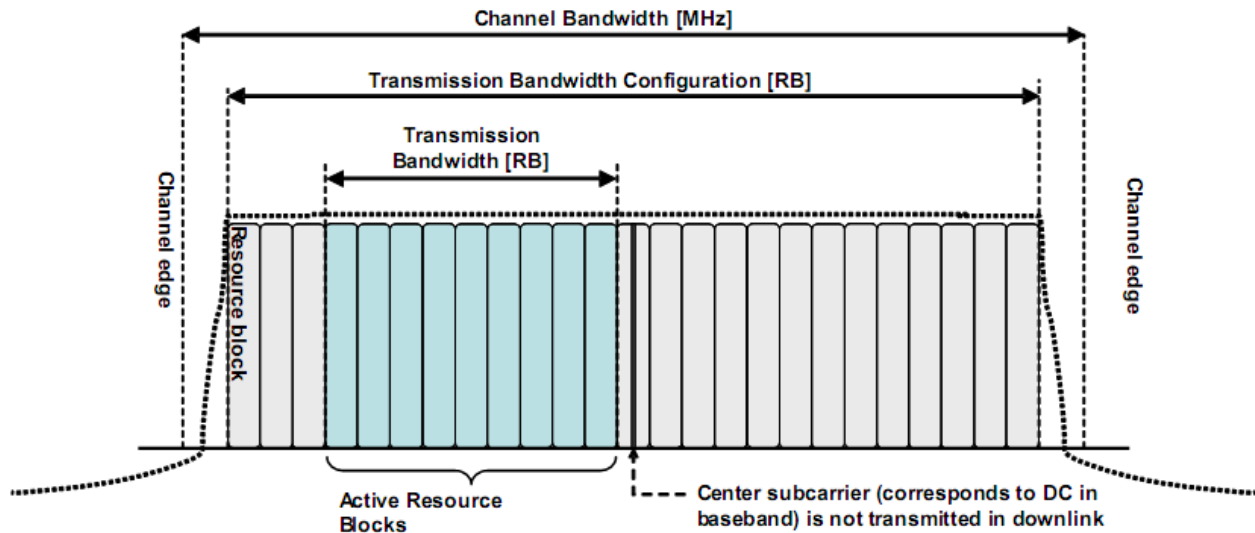 Channel Bandwidth [MHz]
Transmission Bandwidth Configuration [RB]
Transmission
Bandwidth [RB]
Channel edge
Channel edge
Resource block
Active Resource
Blocks
Center subcarrier (corresponds to DC in
baseband) is not transmitted in downlink